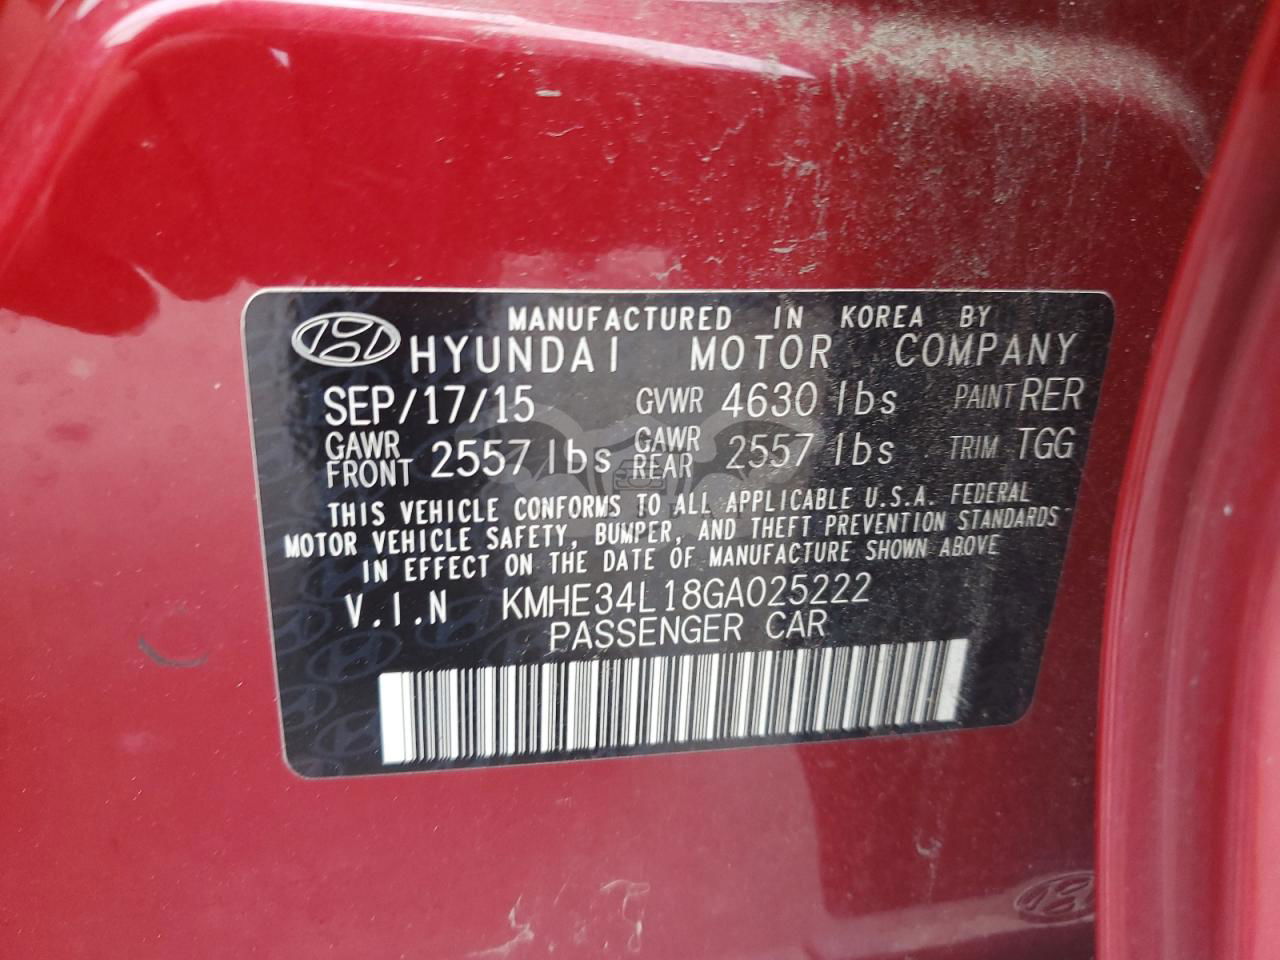 MANUFACTURED IN KOREA BY
HYUNDAI MOTOR COMPANY
SEP/17/15 GVWR 4630 lbs PAINT RER
GAWR FRONT 2557 lbs GAWR REAR 2557 lbs TRIM TGG
THIS VEHICLE CONFORMS TO ALL APPLICABLE U.S.A. FEDERAL
MOTOR VEHICLE SAFETY, BUMPER, AND THEFT PREVENTION STANDARDS
IN EFFECT ON THE DATE OF MANUFACTURE SHOWN ABOVE
V.I.N KMHE34L18GA025222
PASSENGER CAR